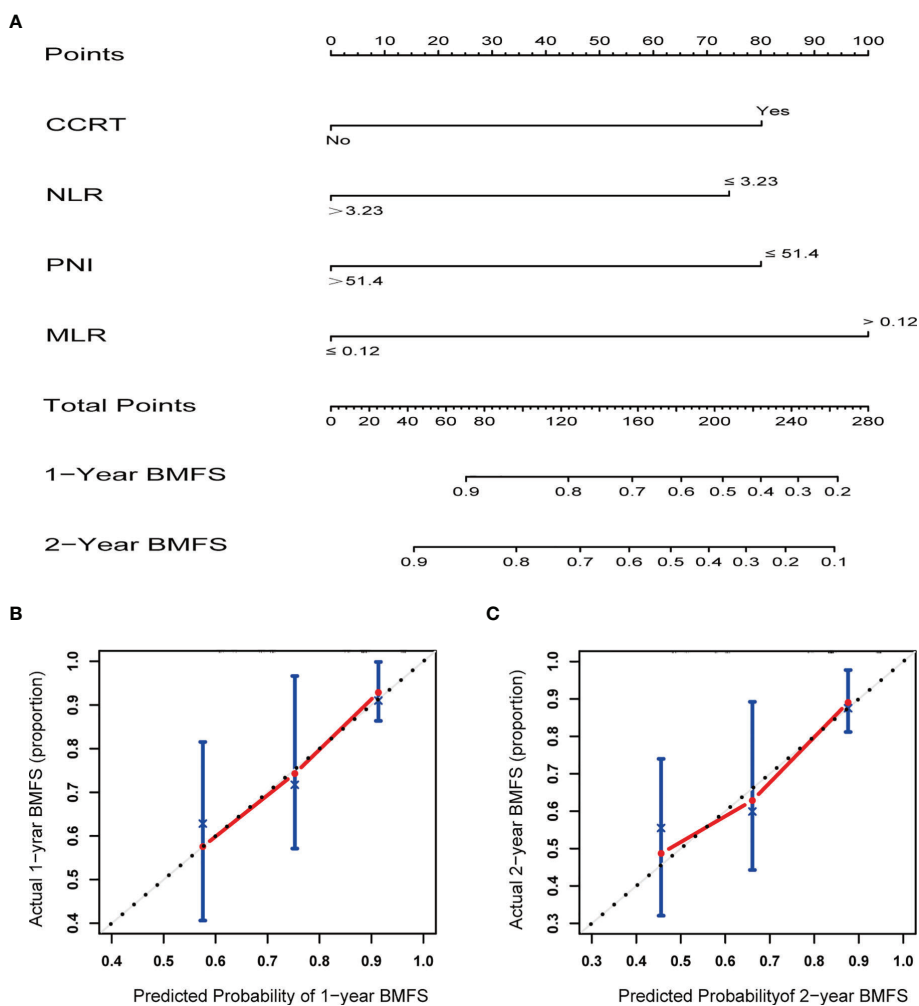 A
Points
0 10 20 30 40 50 60 70 80 90 100
CCRT
Yes
No
NLR
≤ 3.23
>3.23
PNI
≤ 51.4
>51.4
MLR
> 0.12
≤ 0.12
Total Points
0 20 40 60 80 120 160 200 240 280
1−Year BMFS
0.9 0.8 0.7 0.6 0.5 0.4 0.3 0.2
2−Year BMFS
0.9 0.8 0.7 0.6 0.5 0.4 0.3 0.2 0.1
B
Actual 1−yrar BMFS (proportion)
1.0
0.9
0.8
0.7
0.6
0.5
0.4
0.4 0.5 0.6 0.7 0.8 0.9 1.0
Predicted Probability of 1−year BMFS
C
Actual 2−year BMFS (proportion)
1.0
0.9
0.8
0.7
0.6
0.5
0.4
0.3
0.3 0.4 0.5 0.6 0.7 0.8 0.9 1.0
Predicted Probabilityof 2−year BMFS